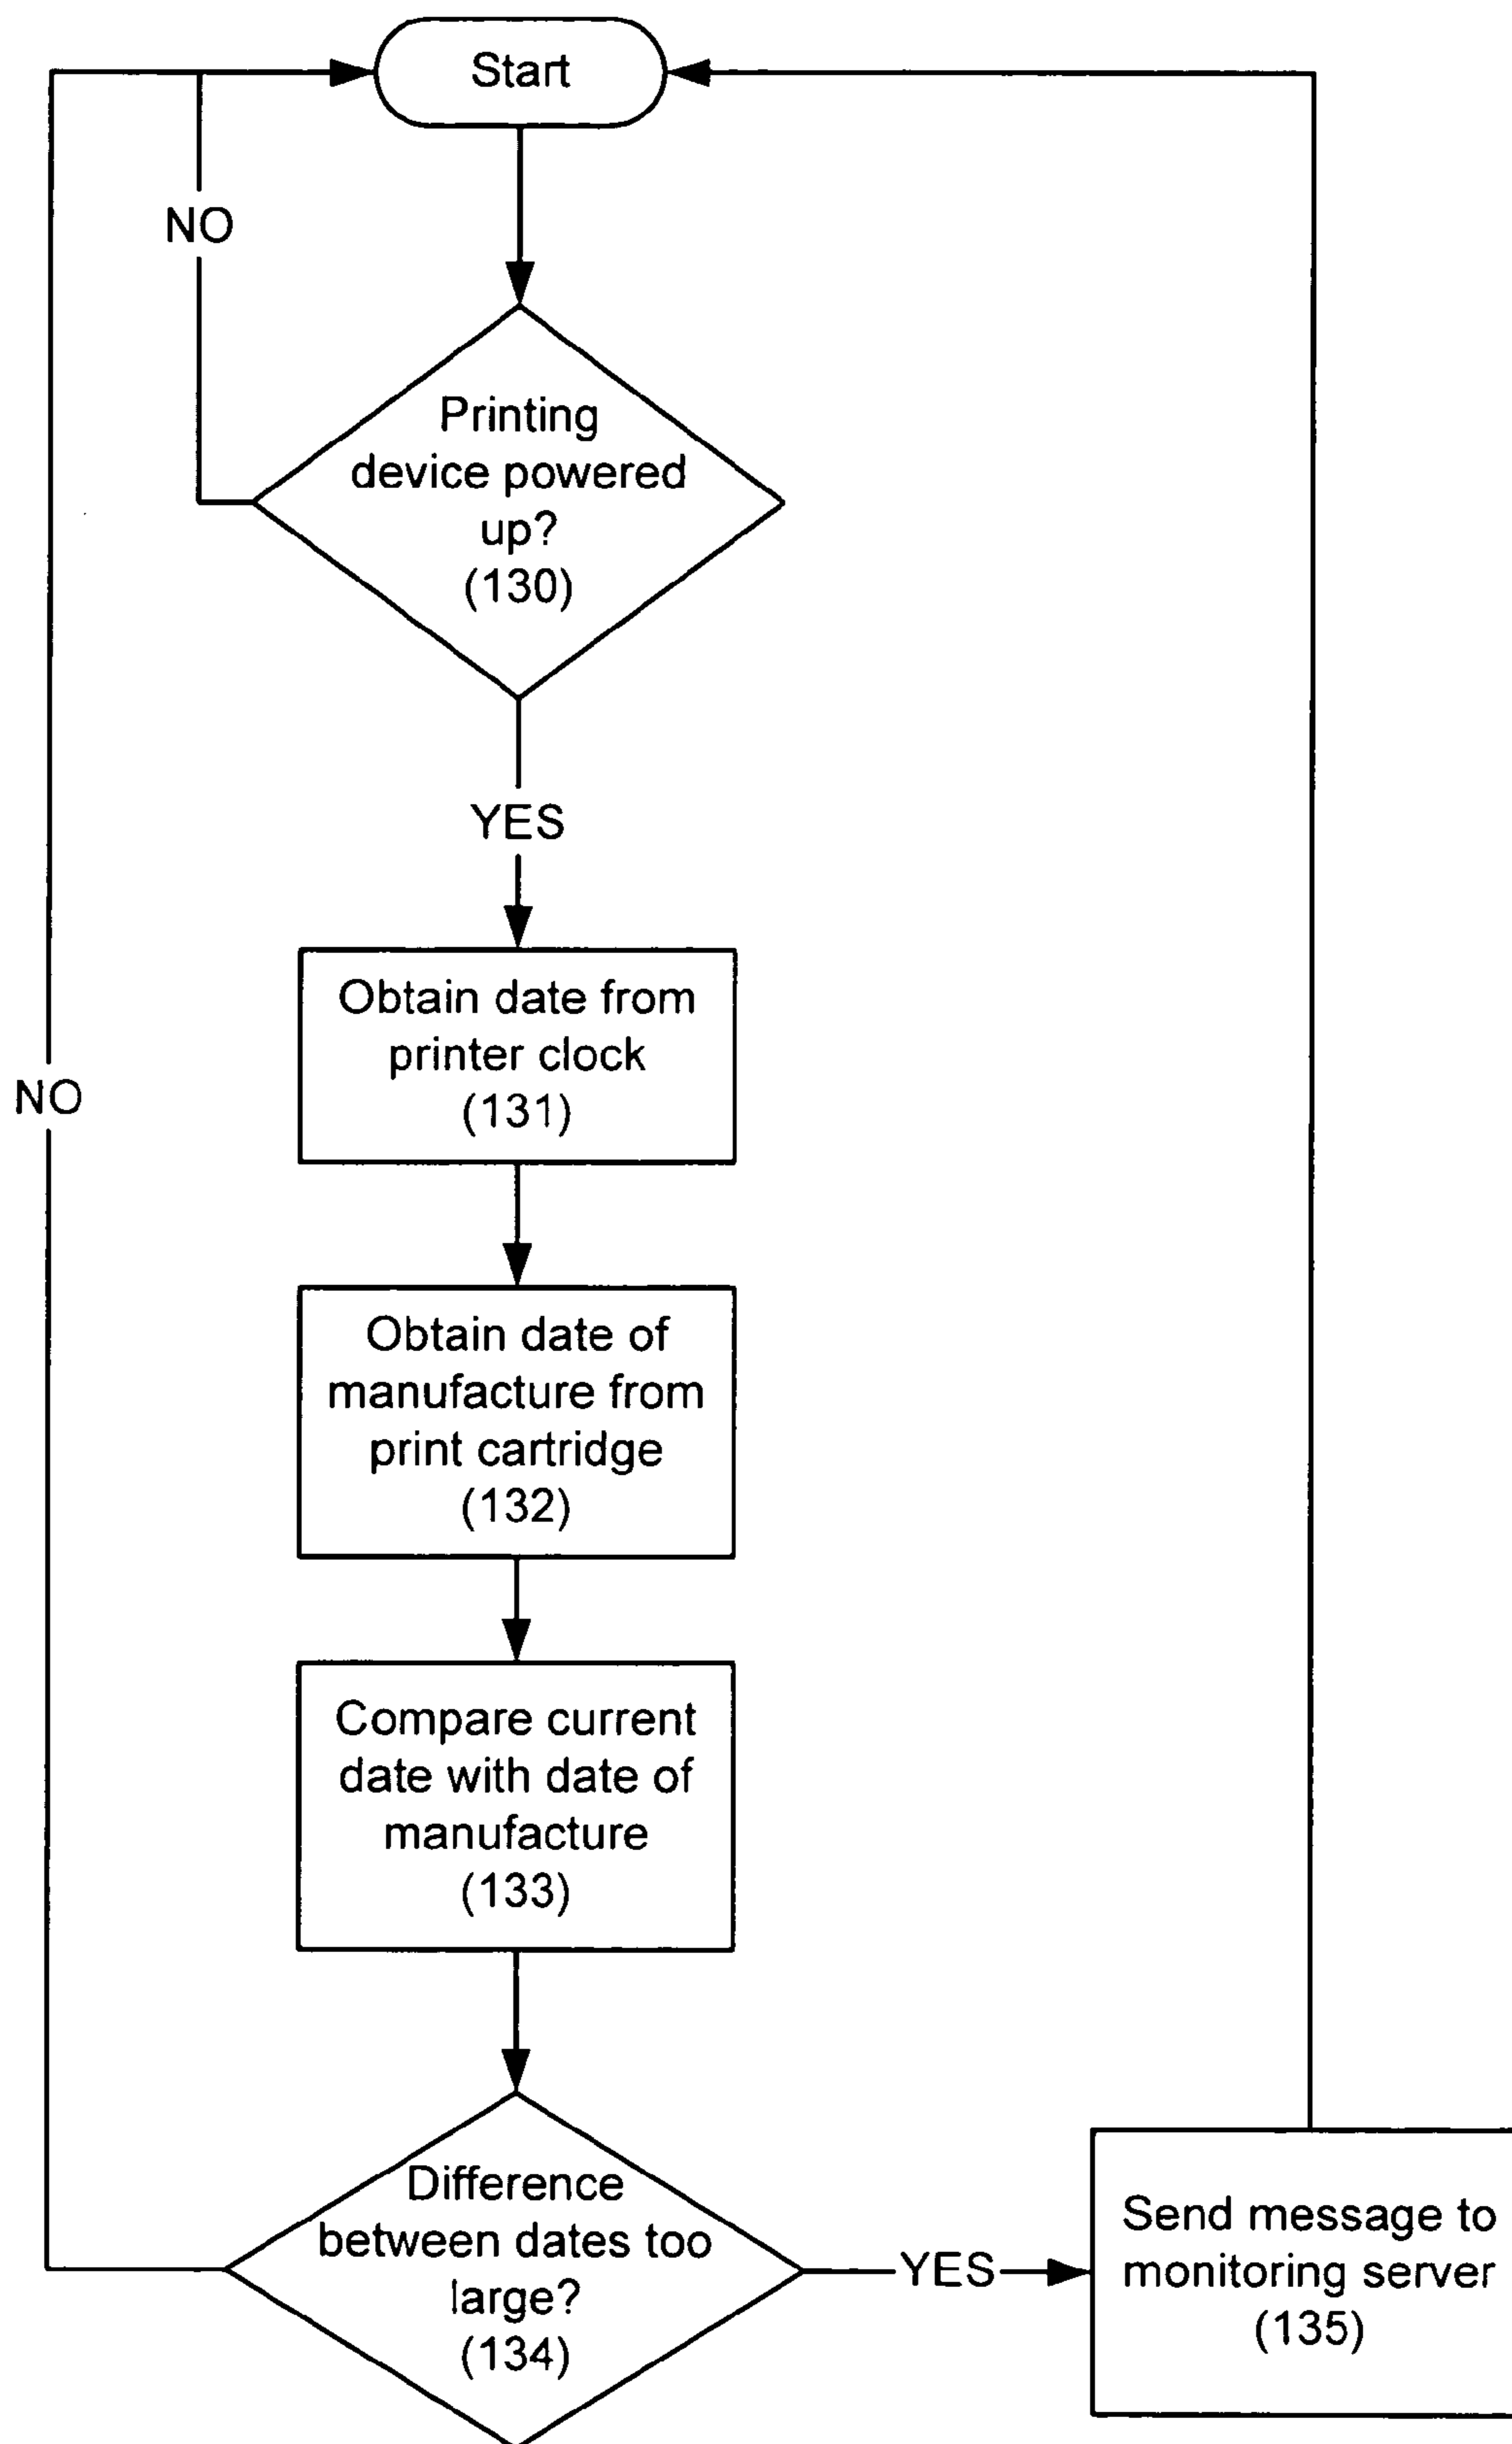 Start
NO
Printing
device powered
up?
(130)
YES
Obtain date from
printer clock
(131)
NO
Obtain date of
manufacture from
print cartridge
(132)
Compare current
date with date of
manufacture
(133)
Difference
between dates too
large?
(134)
YES
Send message to
monitoring server
(135)